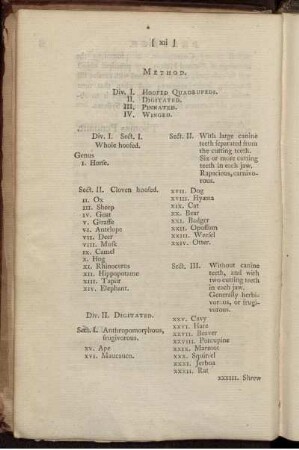 [ xii ]
METHOD.
Div. I. HOOFED QUADRUPEDS.
II. DIGITATED.
III. PINNATED.
IV. WINGED.
Div. I. Sect. I.
Whole hoofed.
Genus
I. Horse.
Sect. II. Cloven hoofed.
II. Ox
III. Sheep
IV. Goat
V. Giraffe
VI. Antelope
VII. Deer
VIII. Musk
IX. Camel
X. Hog
XI. Rhinoceros
XII. Hippopotame
XIII. Tapiir
XIV. Elephant.
Div. II. DIGITATED.
Sect. I. Anthropomorphous,
frugivorous.
XV. Ape
XVI. Maucauco.
Sect. II. With large canine
teeth separated from
the cutting teeth.
Six or more cutting
teeth in each jaw.
Rapacious, carnivo-
rous.
XVII. Dog
XVIII. Hyæna
XIX. Cat
XX. Bear
XXI. Badger
XXII. Opossum
XXIII. Weesel
XXIV. Otter.
Sect. III. Without canine
teeth, and with
two cutting teeth
in each jaw.
Generally herbi-
vorous, or frugi-
vorous.
XXV. Cavy
XXVI. Hare
XXVII. Beaver
XXVIII. Porcupine
XXIX. Marmot
XXX. Squirrel
XXXI. Jerboa
XXXII. Rat
XXXIII. Shrew